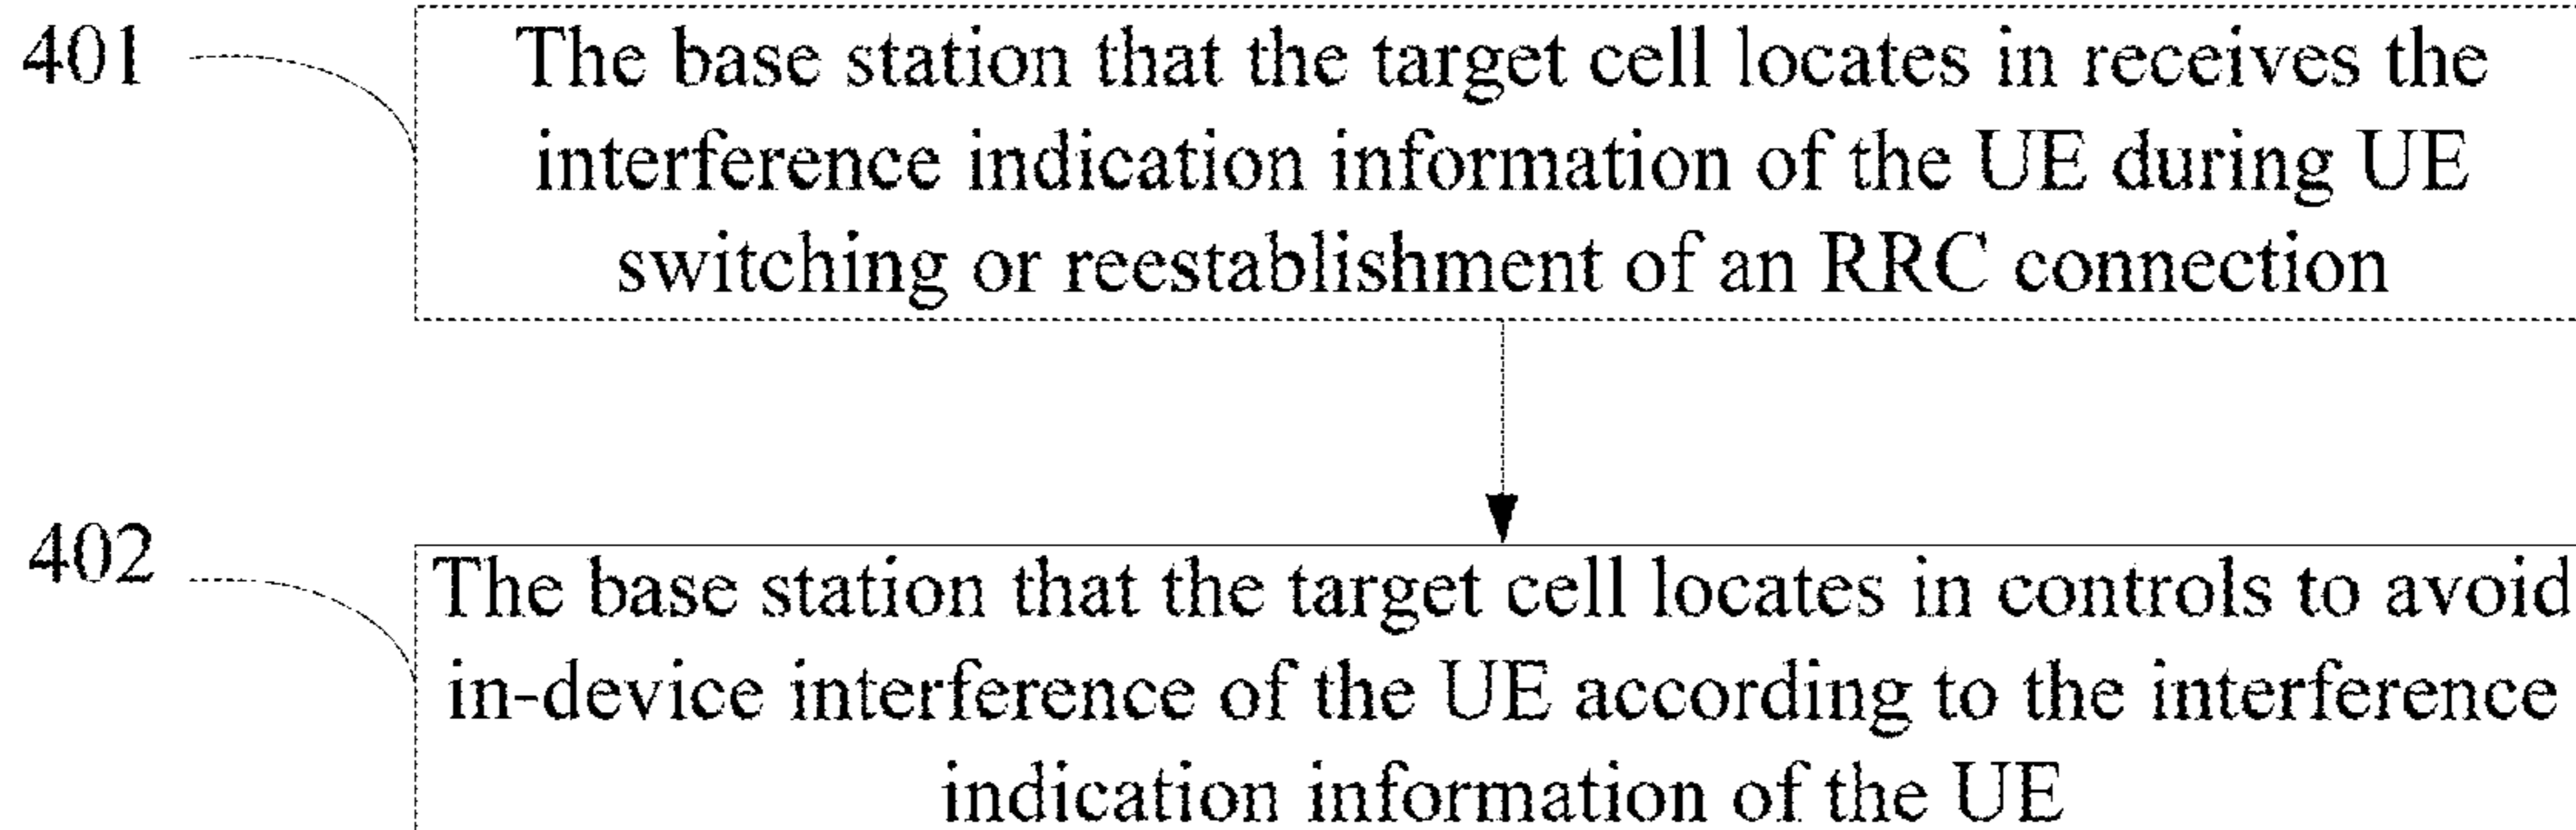 401
The base station that the target cell locates in receives the
interference indication information of the UE during UE
switching or reestablishment of an RRC connection
402
The base station that the target cell locates in controls to avoid
in-device interference of the UE according to the interference
indication information of the UE